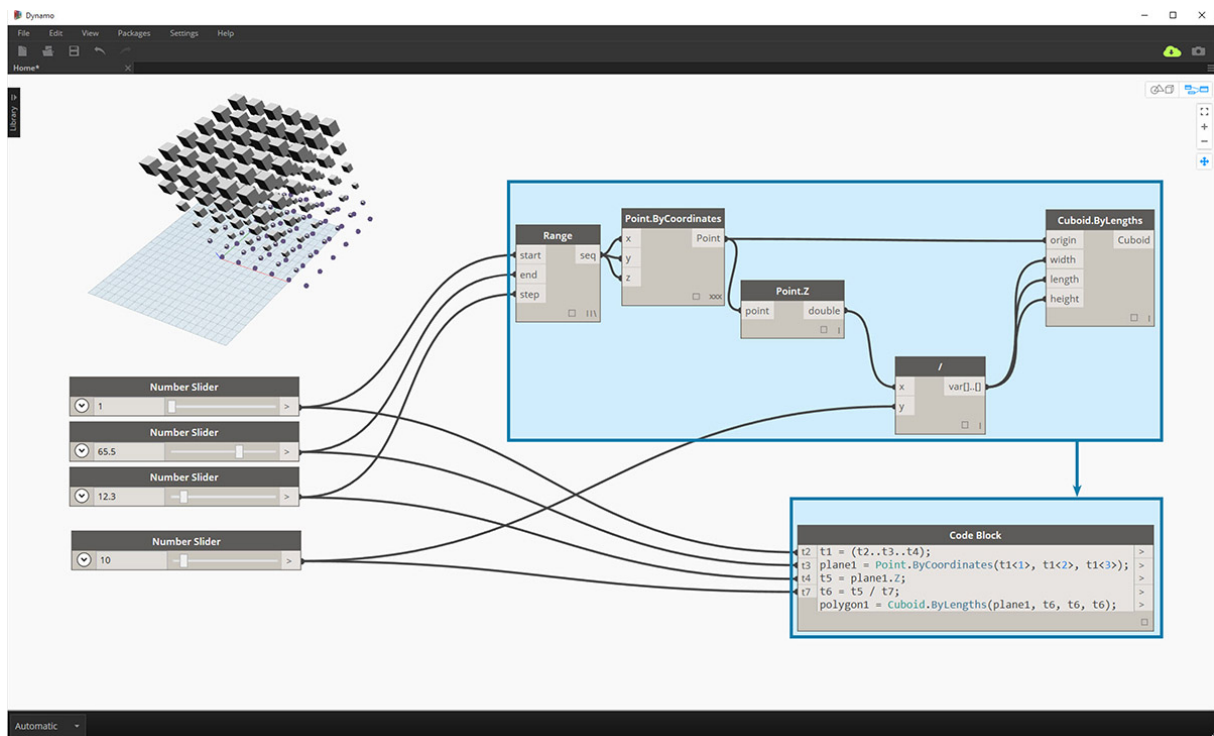 Dynamo
File Edit View Packages Settings Help
Home*
Library
Range
start seq
end
step
Point.ByCoordinates
x Point
y
z
xxx
Point.Z
point double
Cuboid.ByLengths
origin Cuboid
width
length
height
/
x var[]..[]
y
Number Slider
1 >
Number Slider
65.5 >
Number Slider
12.3 >
Number Slider
10 >
Code Block
t2 t1 = (t2..t3..t4); >
t3 plane1 = Point.ByCoordinates(t1<1>, t1<2>, t1<3>); >
t4 t5 = plane1.Z; >
t7 t6 = t5 / t7; >
polygon1 = Cuboid.ByLengths(plane1, t6, t6, t6); >
Automatic